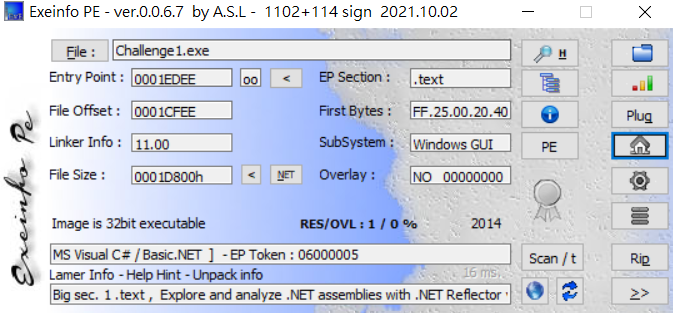 Exeinfo PE - ver.0.0.6.7 by A.S.L - 1102+114 sign 2021.10.02
File : Challenge1.exe H
Entry Point : 0001EDEE oo < EP Section : .text
File Offset : 0001CFEE First Bytes : FF.25.00.20.40 Plug
Linker Info : 11.00 SubSystem : Windows GUI PE
File Size : 0001D800h < NET Overlay : NO 00000000
Image is 32bit executable RES/OVL : 1 / 0 % 2014
Exeinfo Pe
MS Visual C# / Basic.NET ] - EP Token : 06000005 Scan / t Rip
Lamer Info - Help Hint - Unpack info 16 ms.
Big sec. 1 .text , Explore and analyze .NET assemblies with .NET Reflector >>